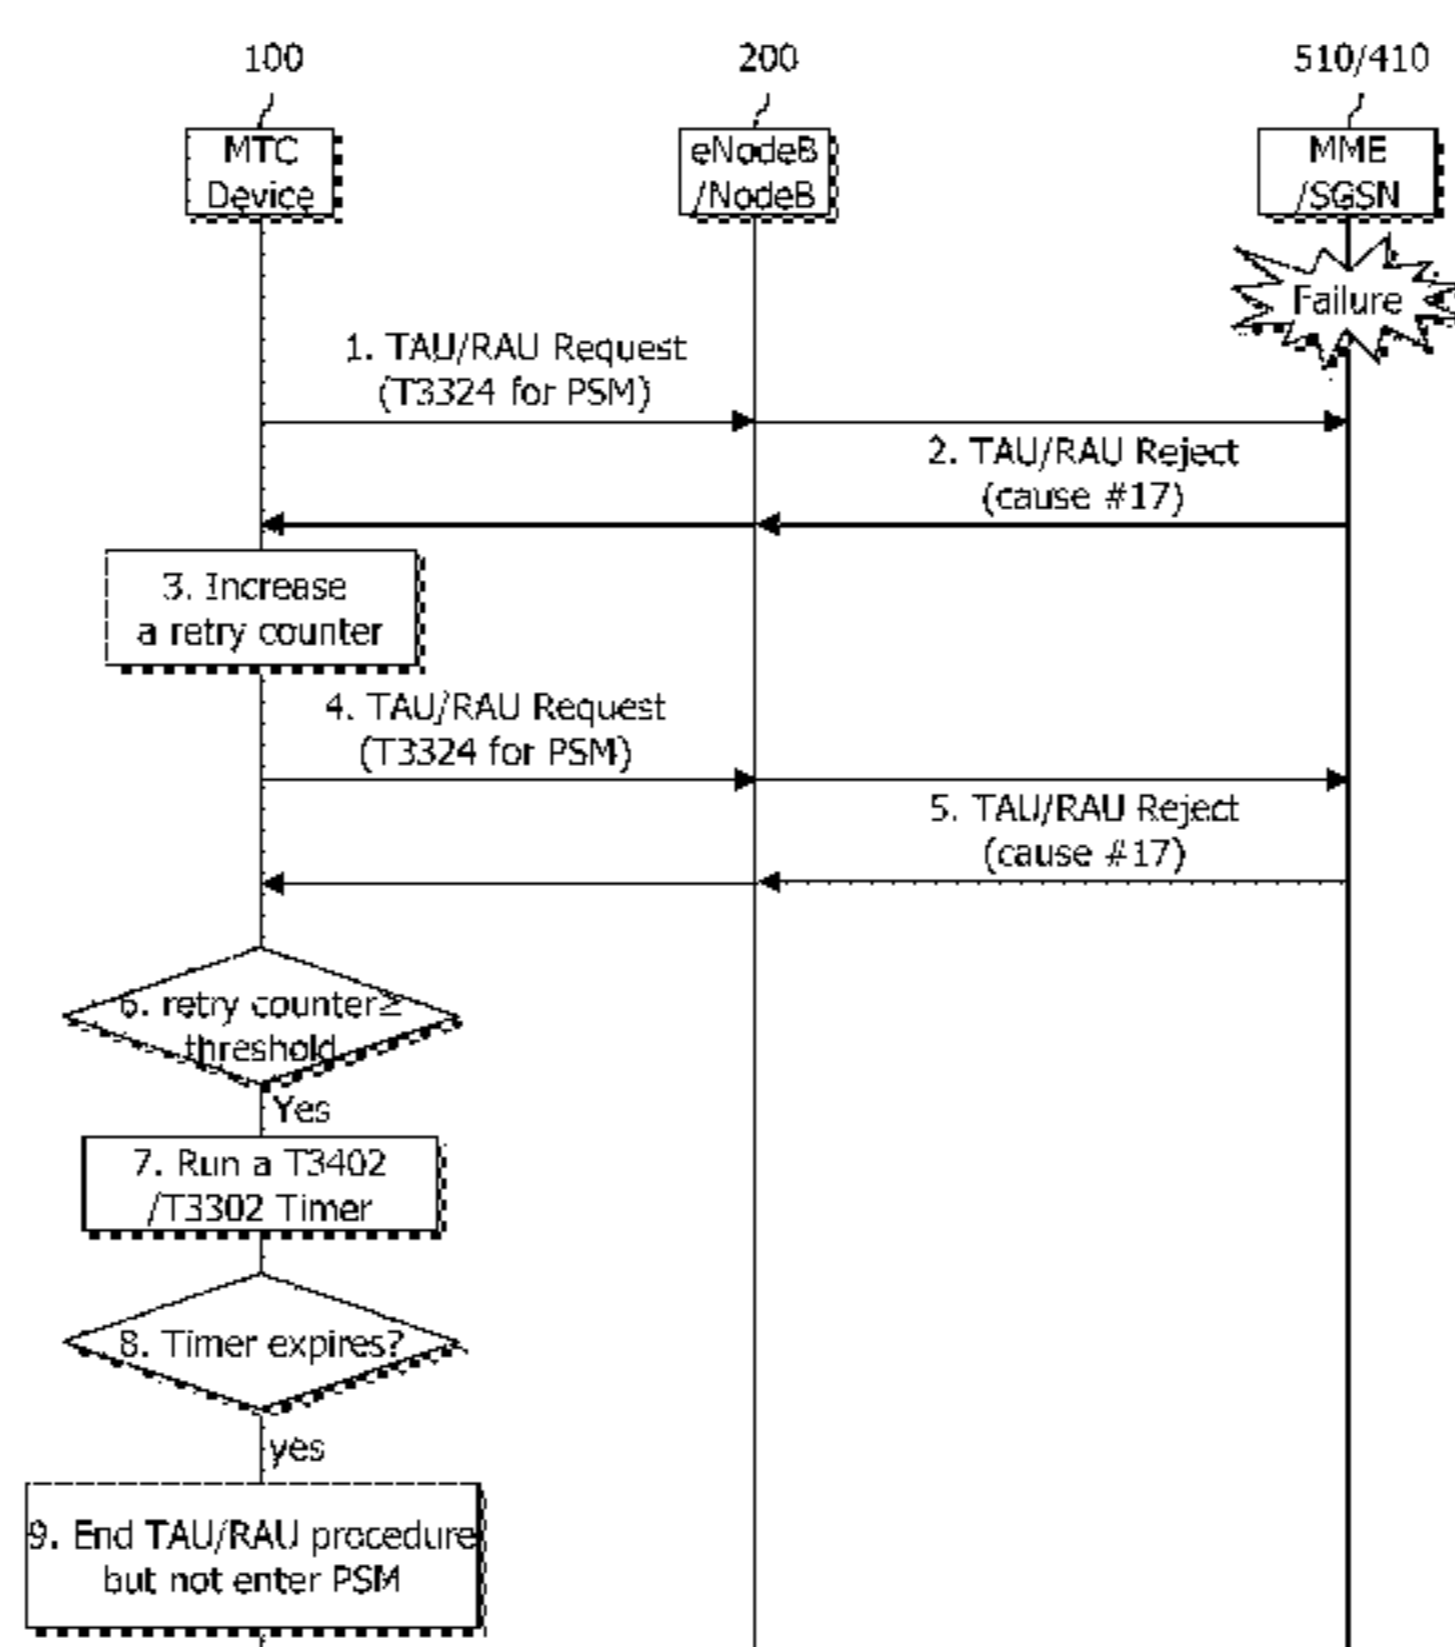 100
200
510/410
MTC
Device
eNodeB
/NodeB
MME
/SGSN
Failure
1. TAU/RAU Request
(T3324 for PSM)
2. TAU/RAU Reject
(cause #17)
3. Increase
a retry counter
4. TAU/RAU Request
(T3324 for PSM)
5. TAU/RAU Reject
(cause #17)
6. retry counter≥
threshold
Yes
7. Run a T3402
/T3302 Timer
8. Timer expires?
yes
9. End TAU/RAU procedure
but not enter PSM